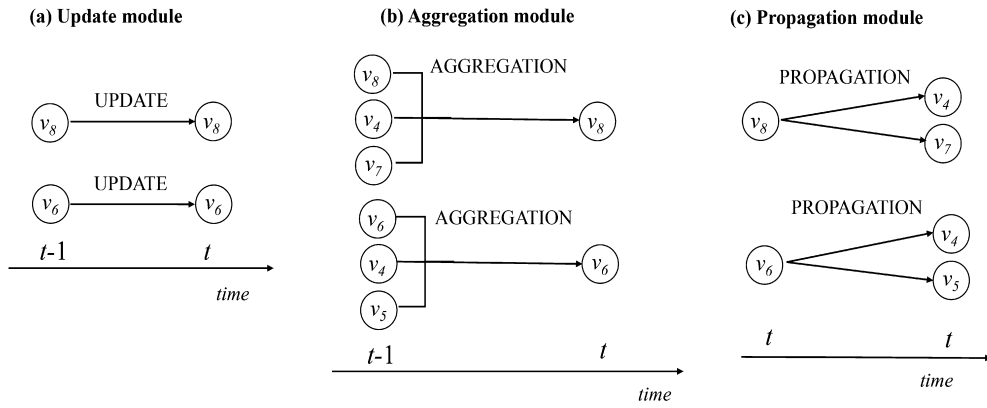 (a) Update module
UPDATE
v8
v8
UPDATE
v6
v6
t-1
t
time
(b) Aggregation module
v8
AGGREGATION
v4
v8
v7
v6
AGGREGATION
v4
v6
v5
t-1
t
time
(c) Propagation module
PROPAGATION
v4
v8
v7
PROPAGATION
v4
v6
v5
t
t
time